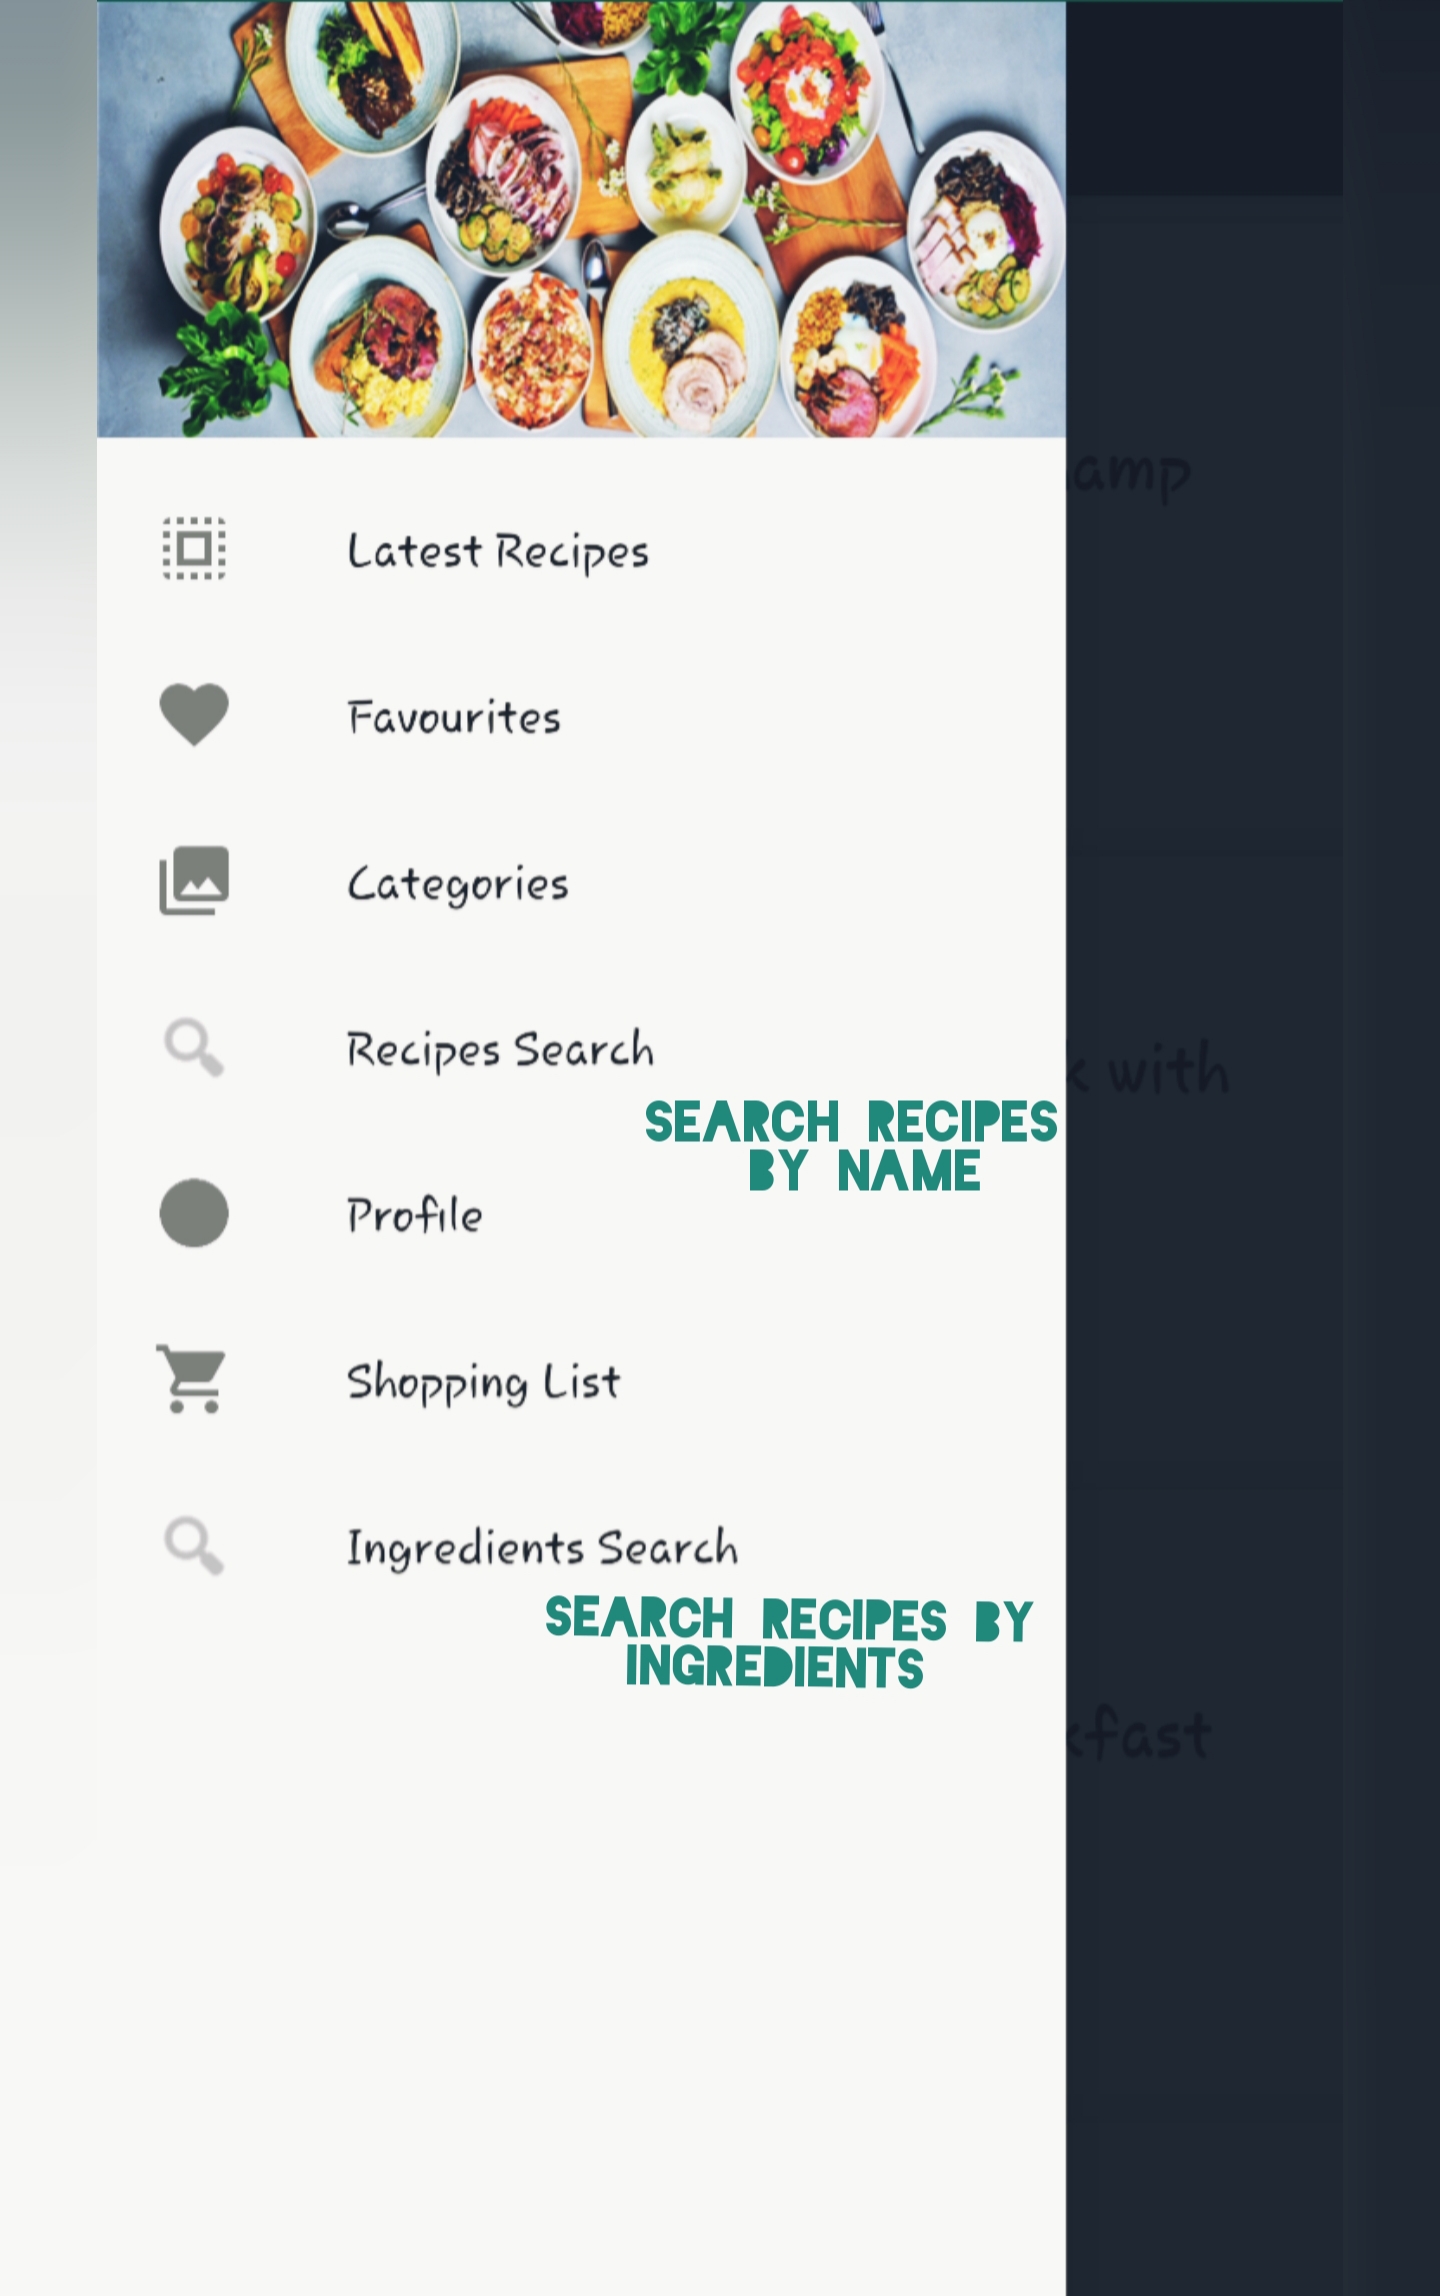 Latest Recipes
amp
Favourites
Categories
Recipes Search
with
SEARCH RECIPES
BY NAME
Profile
Shopping List
Ingredients Search
SEARCH RECIPES BY
INGREDIENTS
kfast